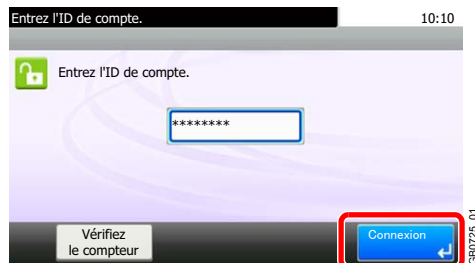 Entrez l'ID de compte.
10:10
Entrez l'ID de compte.
********
Vérifiez
le compteur
Connexion
GB0725_01